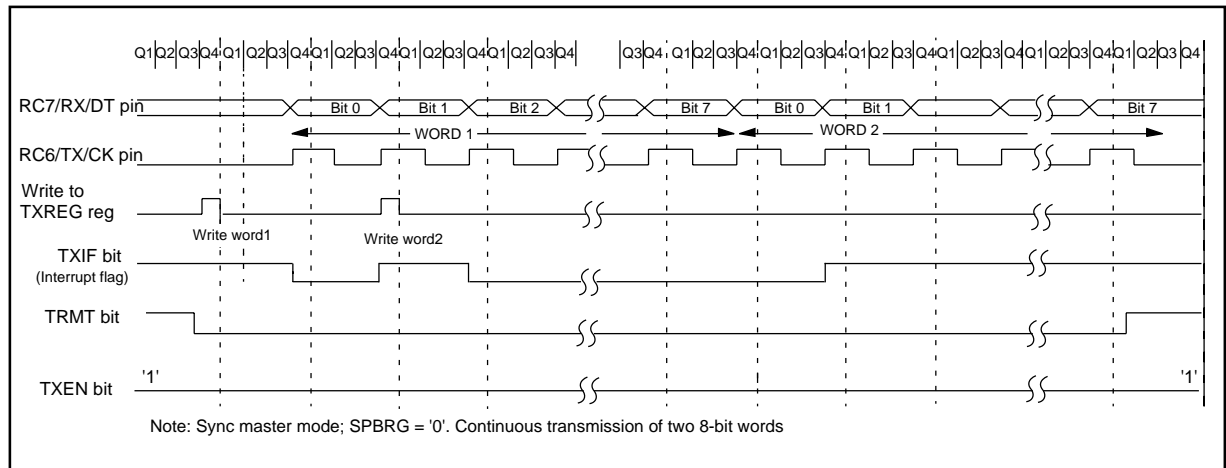 Q1 Q2 Q3 Q4 Q1 Q2 Q3 Q4 Q1 Q2 Q3 Q4 Q1 Q2 Q3 Q4 Q1 Q2 Q3 Q4 Q3 Q4 Q1 Q2 Q3 Q4 Q1 Q2 Q3 Q4 Q1 Q2 Q3 Q4 Q1 Q2 Q3 Q4 Q1 Q2 Q3 Q4 Q1 Q2 Q3 Q4
RC7/RX/DT pin
Bit 0 Bit 1 Bit 2 Bit 7 Bit 0 Bit 1 Bit 7
WORD 1 WORD 2
RC6/TX/CK pin
Write to
TXREG reg
Write word1 Write word2
TXIF bit
(Interrupt flag)
TRMT bit
TXEN bit
'1' '1'
Note: Sync master mode; SPBRG = '0'. Continuous transmission of two 8-bit words